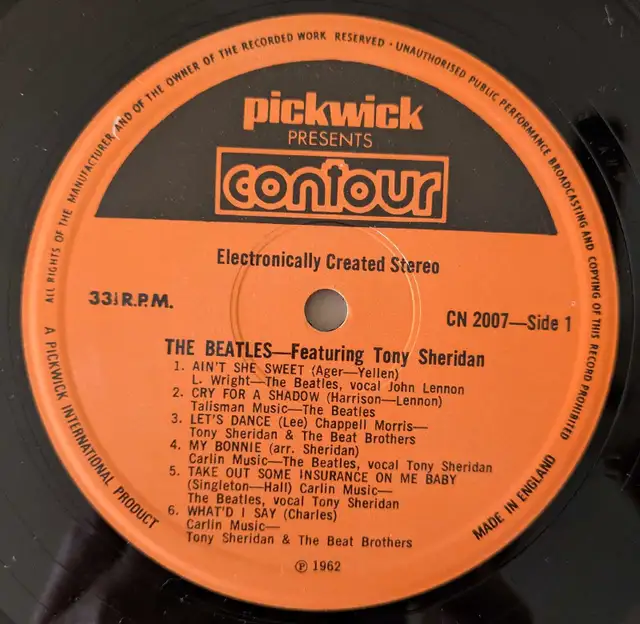 ALL RIGHTS OF THE MANUFACTURER AND OF THE OWNER OF THE RECORDED WORK RESERVED · UNAUTHORISED PUBLIC PERFORMANCE BROADCASTING AND COPYING OF THIS RECORD PROHIBITED
pickwick
PRESENTS
contour
Electronically Created Stereo
33⅓ R.P.M.
CN 2007—Side 1
THE BEATLES—Featuring Tony Sheridan
1. AIN'T SHE SWEET (Ager—Yellen)
L. Wright—The Beatles, vocal John Lennon
2. CRY FOR A SHADOW (Harrison—Lennon)
Talisman Music—The Beatles
3. LET'S DANCE (Lee) Chappell Morris—
Tony Sheridan & The Beat Brothers
4. MY BONNIE (arr. Sheridan)
Carlin Music—The Beatles, vocal Tony Sheridan
5. TAKE OUT SOME INSURANCE ON ME BABY
(Singleton—Hall) Carlin Music—
The Beatles, vocal Tony Sheridan
6. WHAT'D I SAY (Charles)
Carlin Music—
Tony Sheridan & The Beat Brothers
℗ 1962
A PICKWICK INTERNATIONAL PRODUCT
MADE IN ENGLAND